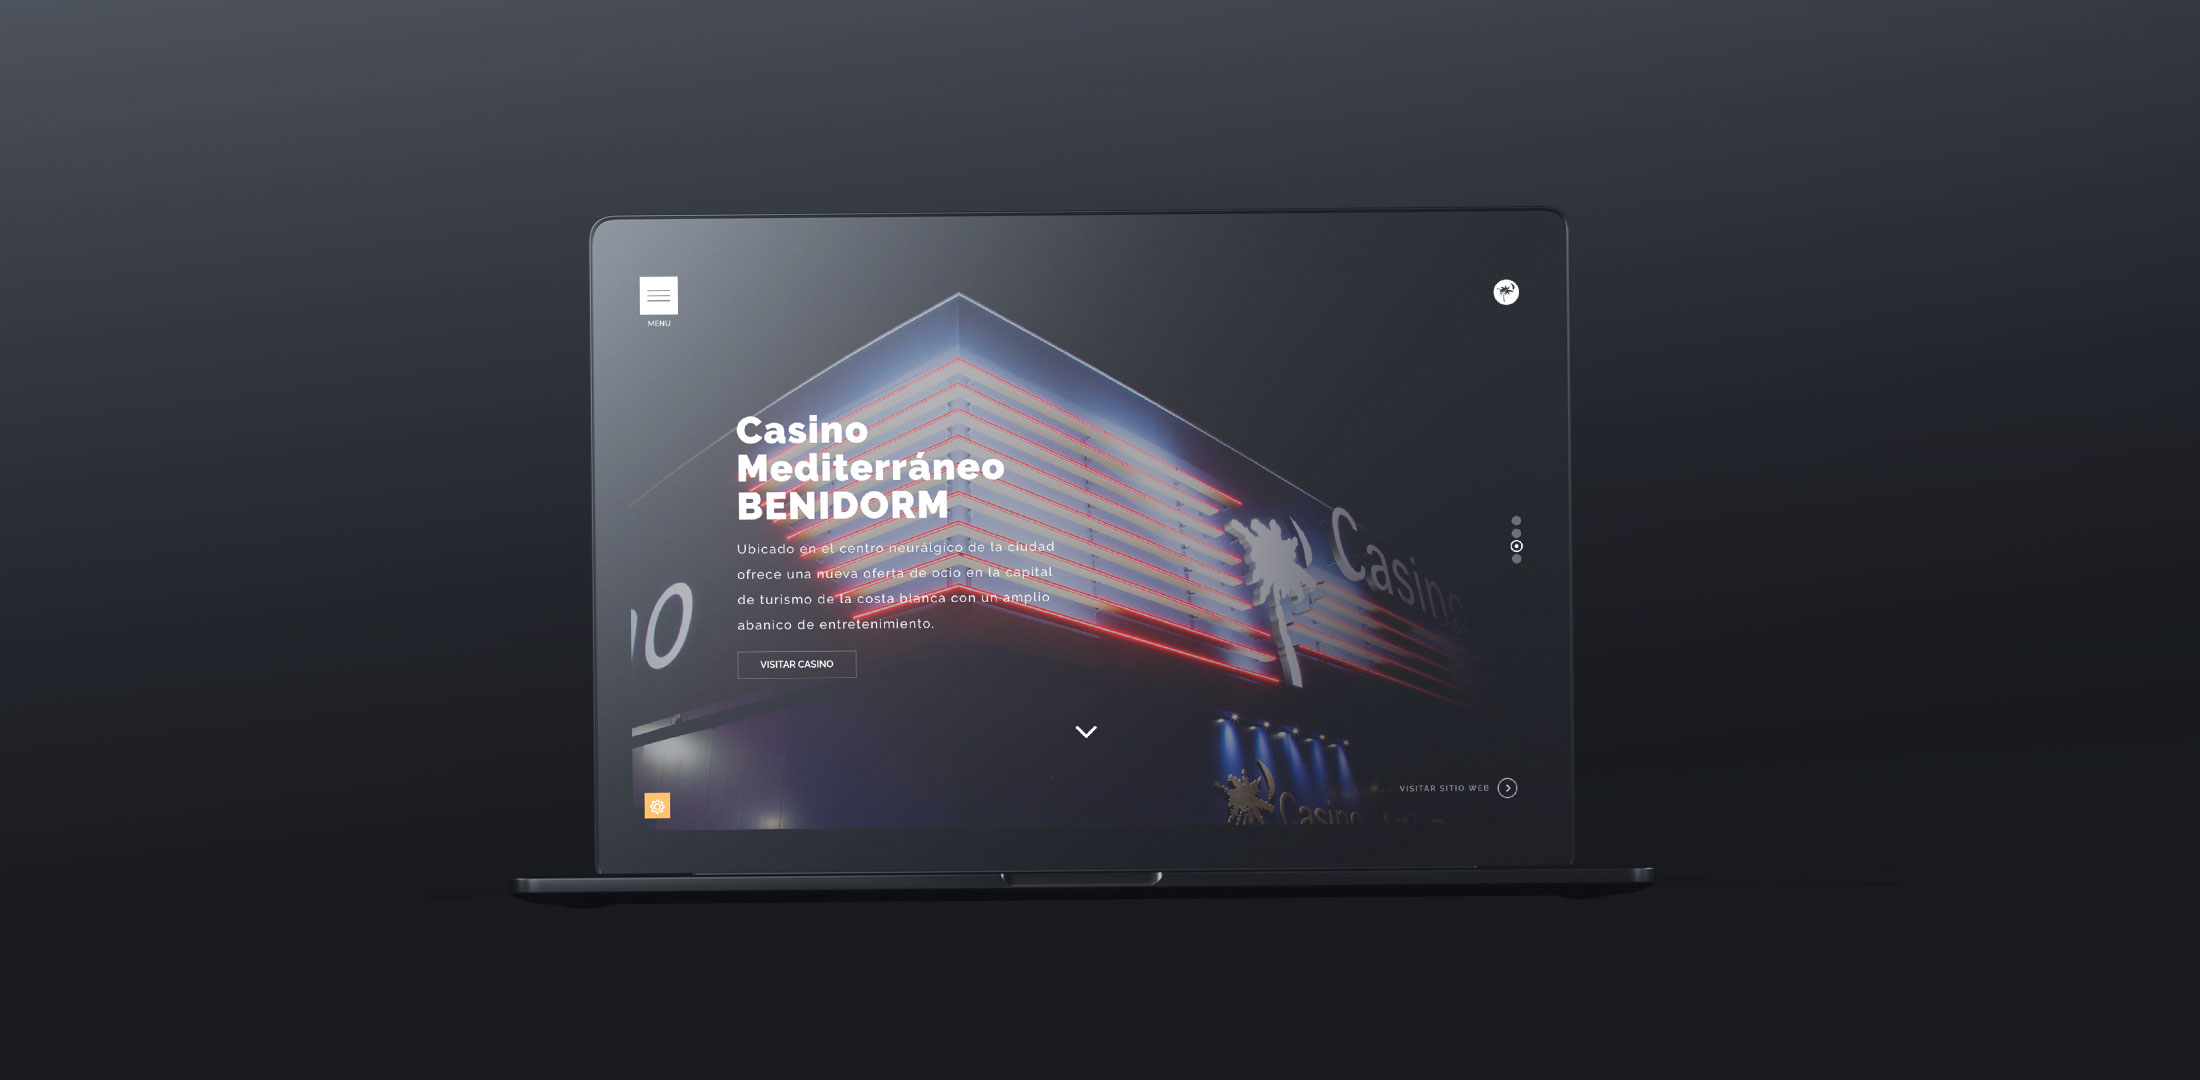 MENU
Casino
Mediterráneo
BENIDORM
Ubicado en el centro neurálgico de la ciudad
ofrece una nueva oferta de ocio en la capital
de turismo de la costa blanca con un amplio
abanico de entretenimiento.
VISITAR CASINO
Casino
VISITAR SITIO WEB
Casino